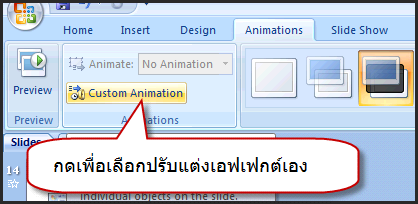 Home Insert Design Animations Slide Show
Animate: No Animation
Custom Animation
Preview
Preview
Animations
Slides
กดเพื่อเลือกปรับแต่งเอฟเฟกต์เอง
14
individual objects on the slide.